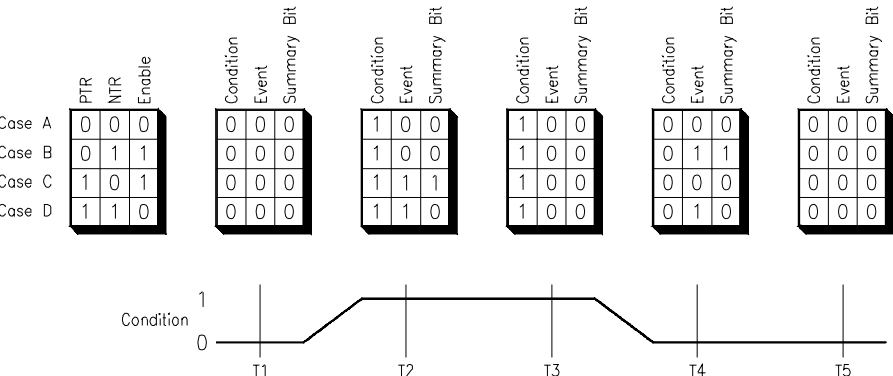 PTR NTR Enable Condition Event Summary Bit Condition Event Summary Bit Condition Event Summary Bit Condition Event Summary Bit Condition Event Summary Bit
Case A 0 0 0 0 0 0 1 0 0 1 0 0 0 0 0 0 0 0
Case B 0 1 1 0 0 0 1 0 0 1 0 0 0 1 1 0 0 0
Case C 1 0 1 0 0 0 1 1 1 1 0 0 0 0 0 0 0 0
Case D 1 1 0 0 0 0 1 1 0 1 0 0 0 1 0 0 0 0
1
Condition
0
T1 T2 T3 T4 T5